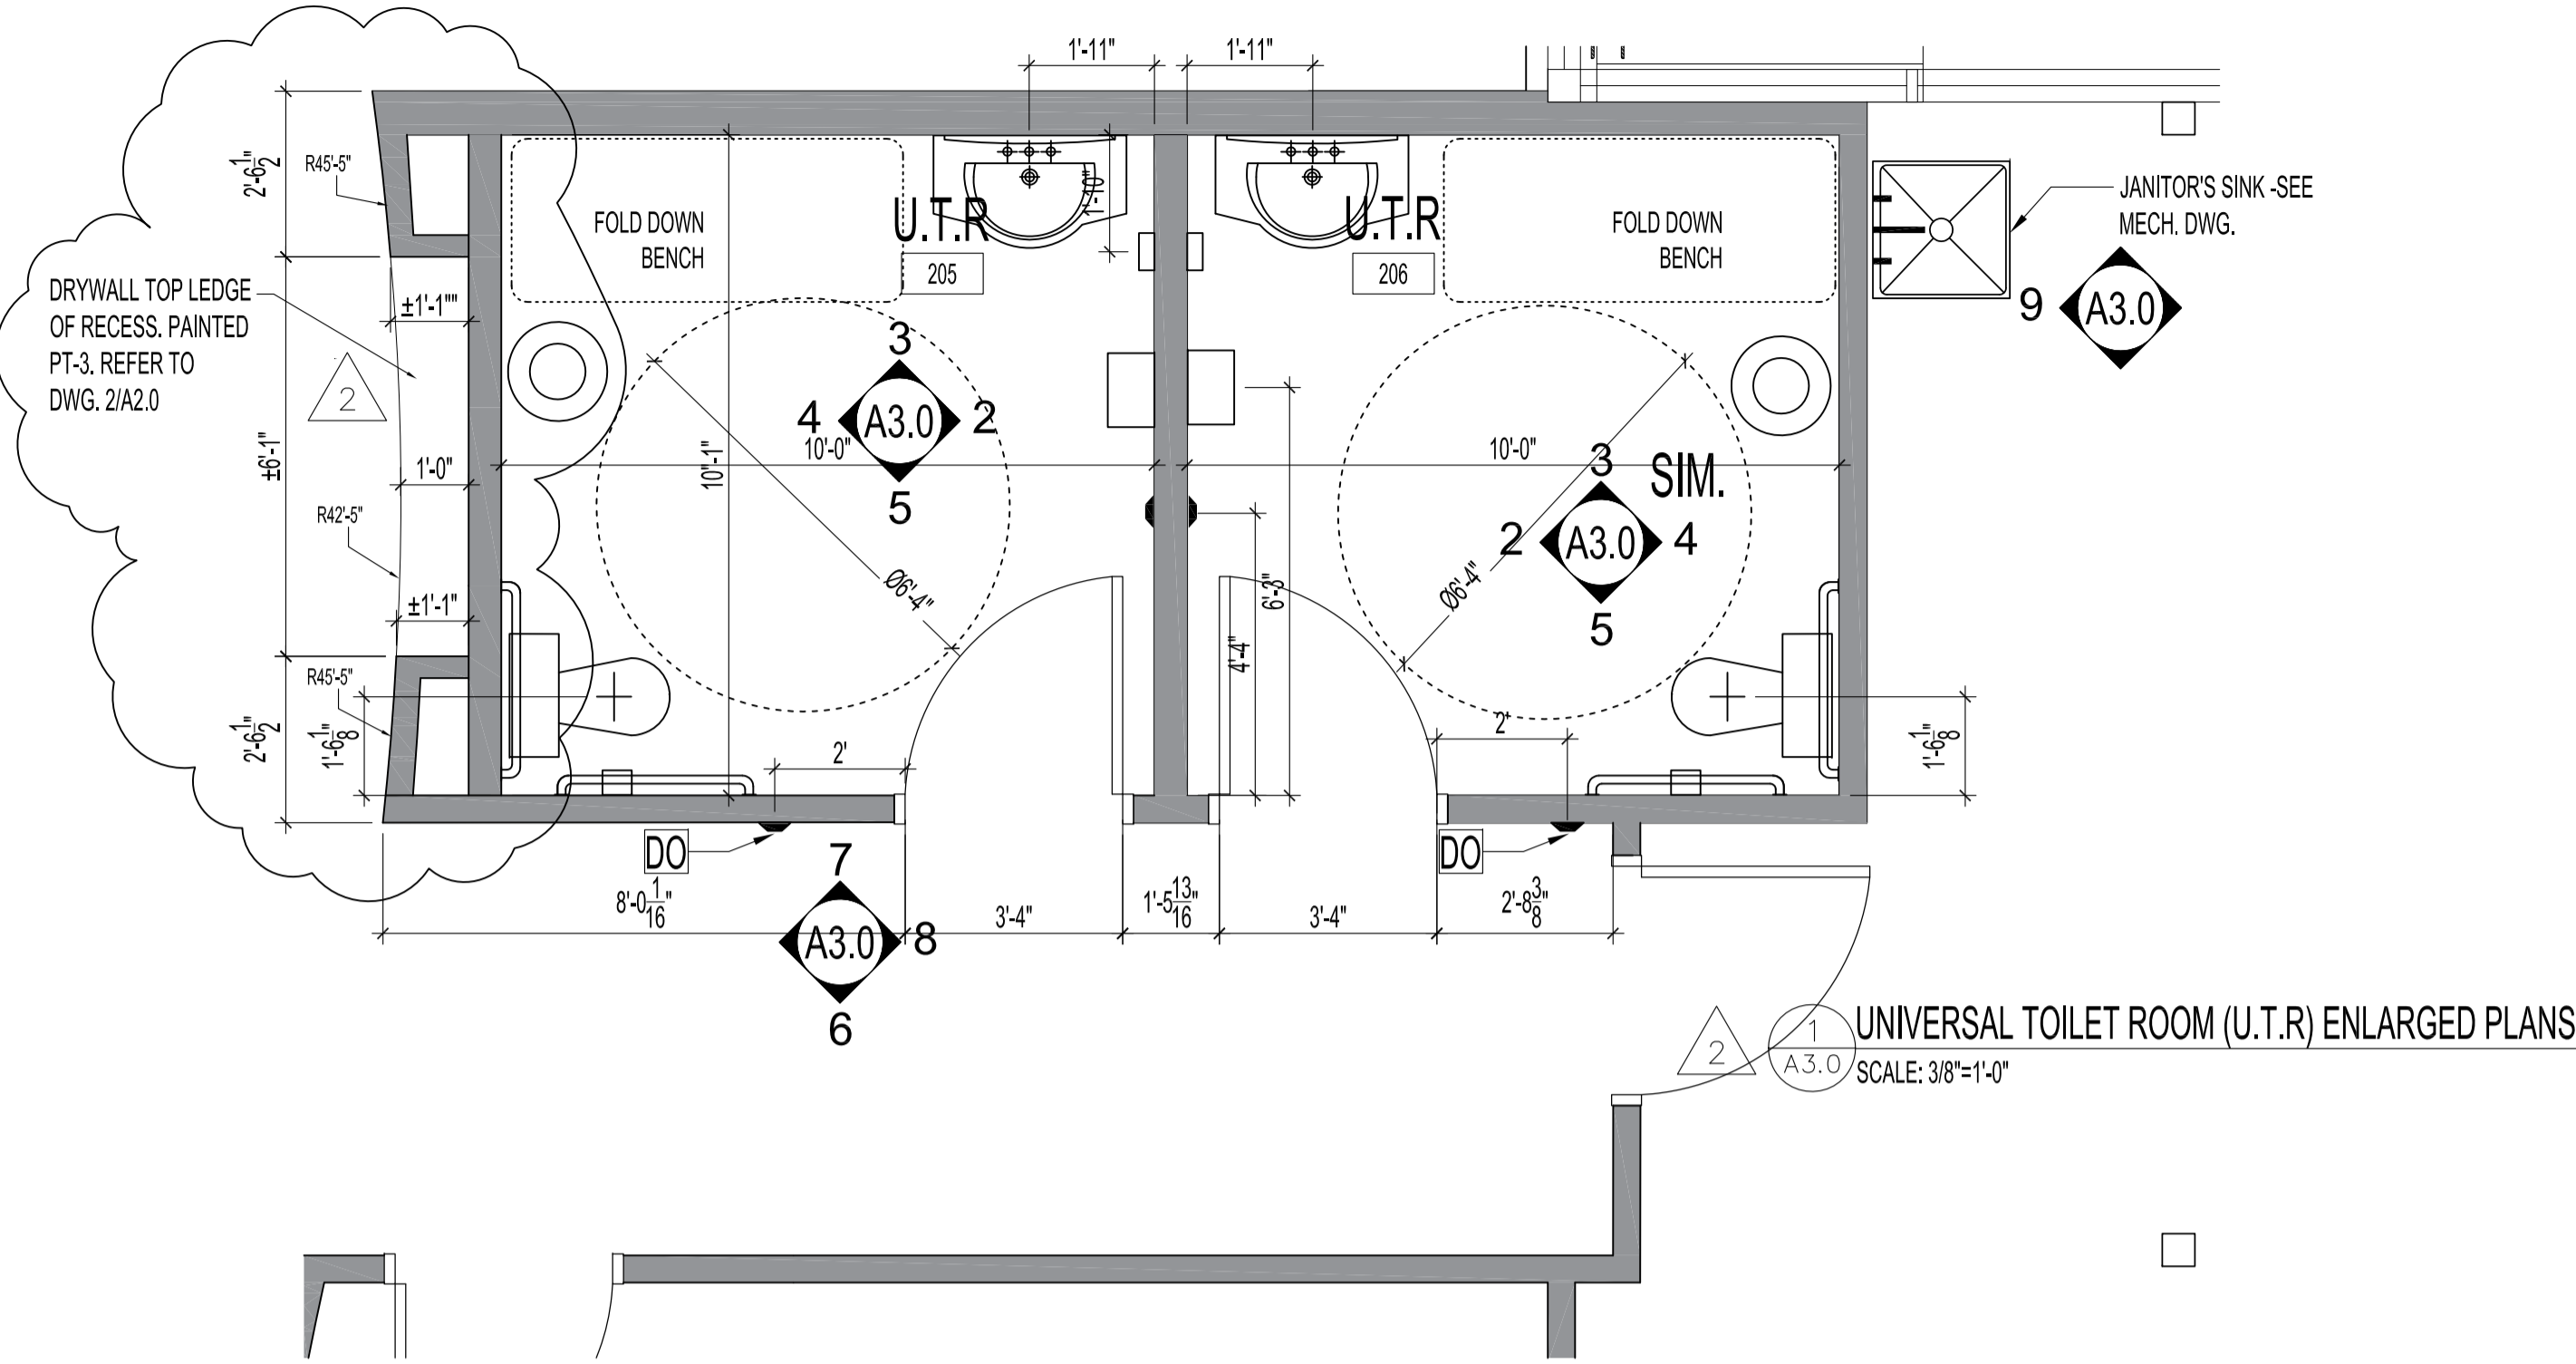 1'-11"
1'-11"
2'-6 1/2"
R45'-5"
JANITOR'S SINK -SEE
MECH. DWG.
FOLD DOWN
BENCH
U.T.R
205
U.T.R
206
FOLD DOWN
BENCH
9
A3.0
DRYWALL TOP LEDGE
OF RECESS. PAINTED
PT-3. REFER TO
DWG. 2/A2.0
±1'-1""
2
3
4
A3.0
2
5
10'-0"
10'-1"
10'-0"
3
SIM.
2
A3.0
4
5
±6'-1"
1'-0"
R42'-5"
±1'-1"
Ø6'-4"
Ø6'-4"
6'-3"
4'-4"
R45'-5"
2'-6 1/2"
1'-6 1/8"
2'
2'
1'-6 1/8"
DO
DO
7
A3.0
8
6
8'-0 1/16"
3'-4"
1'-5 13/16"
3'-4"
2'-8 3/8"
2
1
A3.0
UNIVERSAL TOILET ROOM (U.T.R) ENLARGED PLANS
SCALE: 3/8"=1'-0"